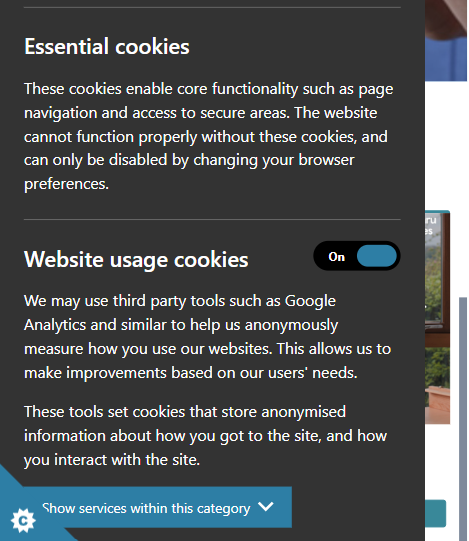 Essential cookies
These cookies enable core functionality such as page
navigation and access to secure areas. The website
cannot function properly without these cookies, and
can only be disabled by changing your browser
preferences.
Website usage cookies
On
We may use third party tools such as Google
Analytics and similar to help us anonymously
measure how you use our websites. This allows us to
make improvements based on our users' needs.
These tools set cookies that store anonymised
information about how you got to the site, and how
you interact with the site.
Show services within this category